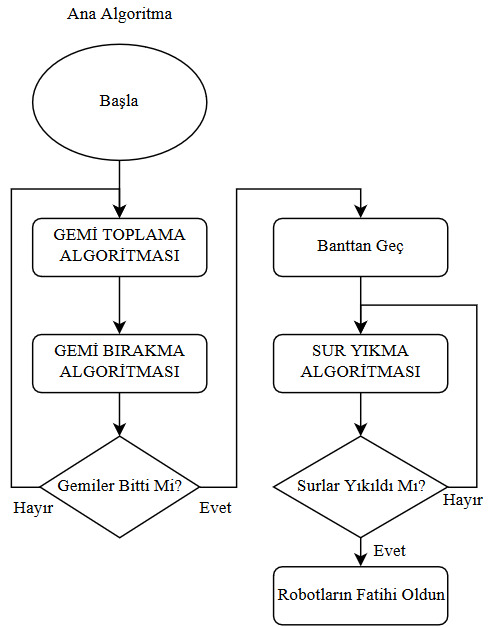 Ana Algoritma
Başla
GEMİ TOPLAMA
ALGORİTMASI
GEMİ BIRAKMA
ALGORİTMASI
Gemiler Bitti Mi?
Hayır
Evet
Banttan Geç
SUR YIKMA
ALGORİTMASI
Surlar Yıkıldı Mı?
Hayır
Evet
Robotların Fatihi Oldun